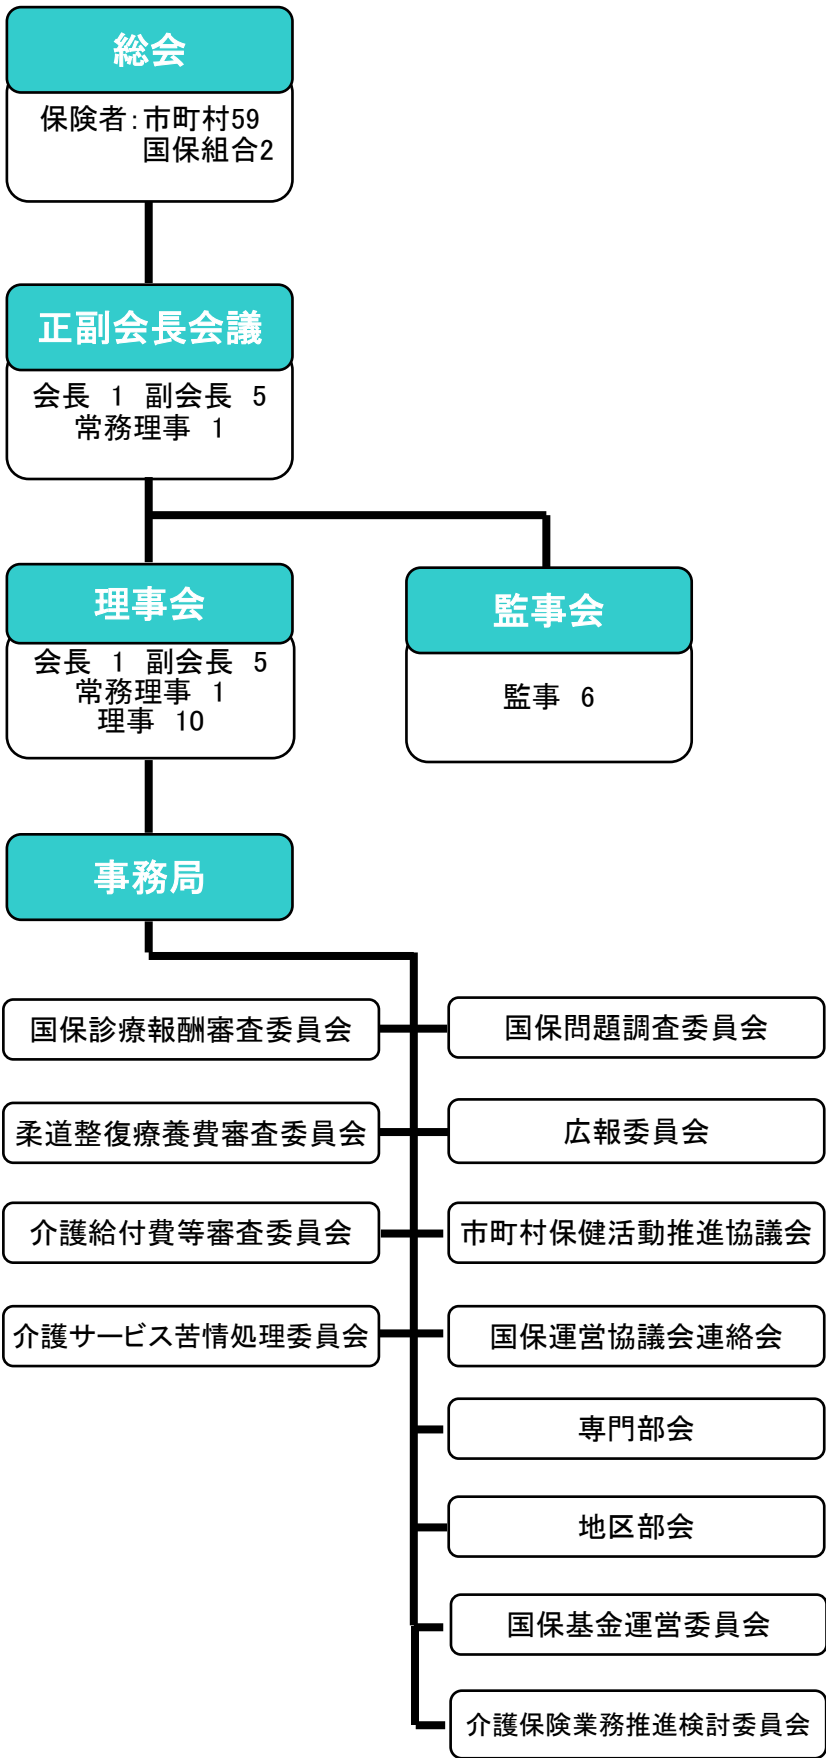 総会
保険者：市町村59
国保組合2
正副会長会議
会長 1 副会長 5
常務理事 1
理事会
会長 1 副会長 5
常務理事 1
理事 10
監事会
監事 6
事務局
国保診療報酬審査委員会
国保問題調査委員会
柔道整復療養費審査委員会
広報委員会
介護給付費等審査委員会
市町村保健活動推進協議会
介護サービス苦情処理委員会
国保運営協議会連絡会
専門部会
地区部会
国保基金運営委員会
介護保険業務推進検討委員会